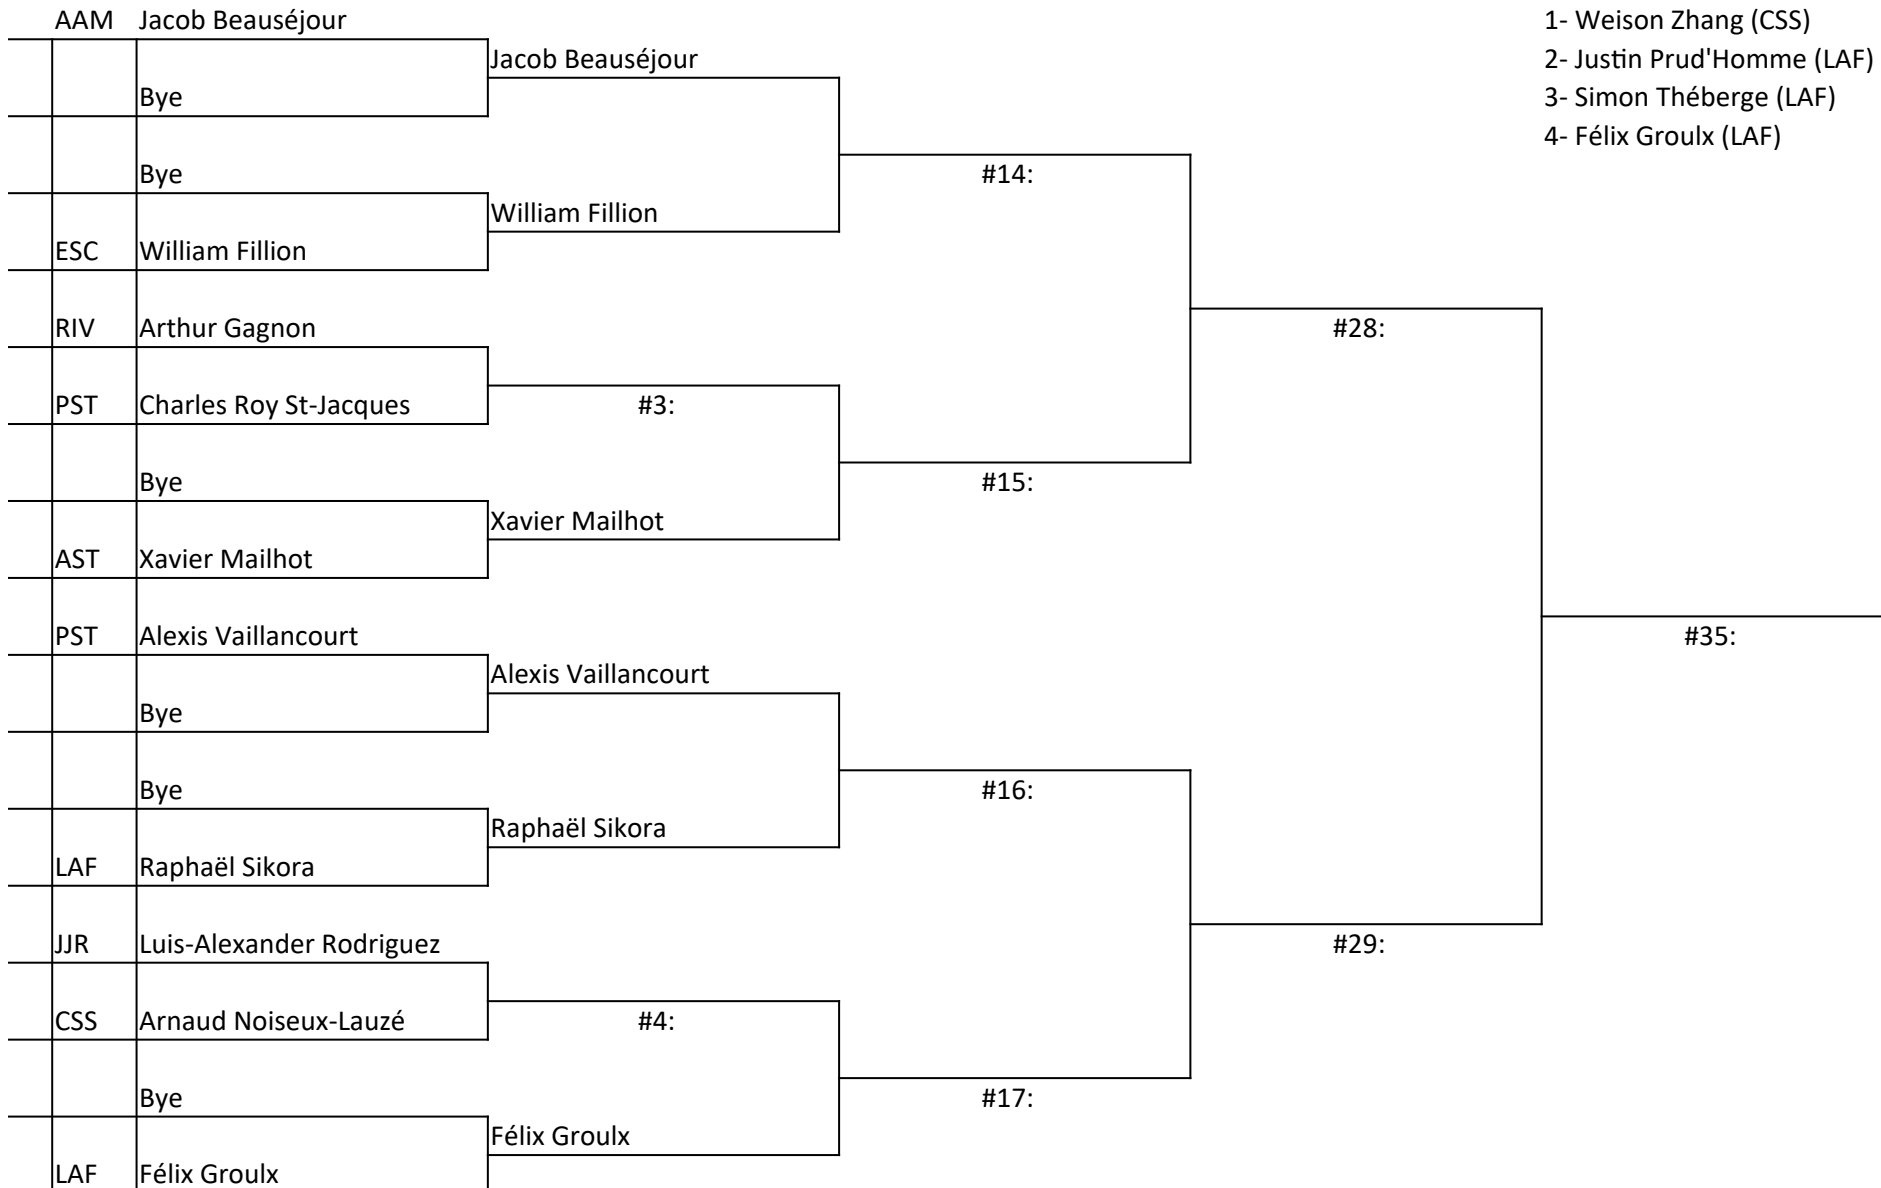 AAM Jacob Beauséjour
1- Weison Zhang (CSS)
Jacob Beauséjour
2- Justin Prud'Homme (LAF)
Bye
3- Simon Théberge (LAF)
4- Félix Groulx (LAF)
Bye
#14:
William Fillion
ESC William Fillion
RIV Arthur Gagnon
#28:
PST Charles Roy St-Jacques
#3:
Bye
#15:
Xavier Mailhot
AST Xavier Mailhot
PST Alexis Vaillancourt
#35:
Alexis Vaillancourt
Bye
Bye
#16:
Raphaël Sikora
LAF Raphaël Sikora
JJR Luis-Alexander Rodriguez
#29:
CSS Arnaud Noiseux-Lauzé
#4:
Bye
#17:
Félix Groulx
LAF Félix Groulx